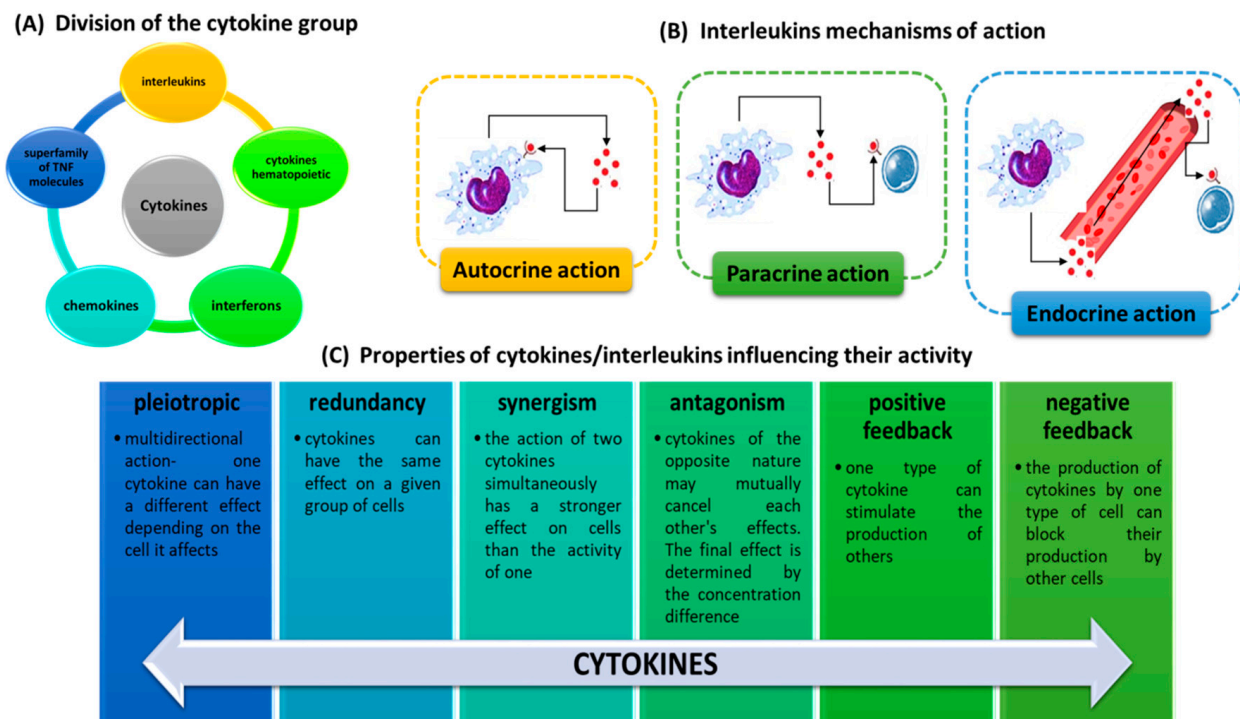 (A) Division of the cytokine group
interleukins
superfamily
of TNF
molecules
cytokines
hematopoietic
Cytokines
chemokines
interferons
(B) Interleukins mechanisms of action
Autocrine action
Paracrine action
Endocrine action
(C) Properties of cytokines/interleukins influencing their activity
pleiotropic
• multidirectional
action- one
cytokine can have
a different effect
depending on the
cell it affects
redundancy
• cytokines can
have the same
effect on a given
group of cells
synergism
• the action of two
cytokines
simultaneously
has a stronger
effect on cells
than the activity
of one
antagonism
• cytokines of the
opposite nature
may mutually
cancel each
other's effects.
The final effect is
determined by
the concentration
difference
positive
feedback
• one type of
cytokine can
stimulate the
production of
others
negative
feedback
• the production of
cytokines by one
type of cell can
block their
production by
other cells
CYTOKINES